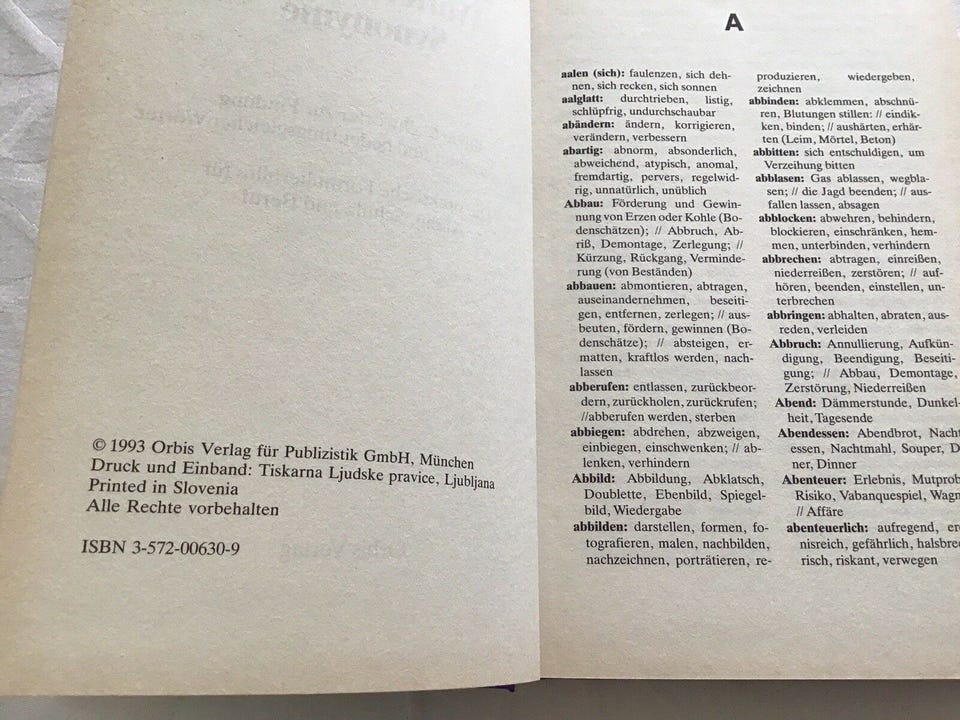 © 1993 Orbis Verlag für Publizistik GmbH, München
Druck und Einband: Tiskarna Ljudske pravice, Ljubljana
Printed in Slovenia
Alle Rechte vorbehalten
ISBN 3-572-00630-9
A
aalen (sich): faulenzen, sich deh-
nen, sich recken, sich sonnen
aalglatt: durchtrieben, listig,
schlüpfrig, undurchschaubar
abändern: ändern, korrigieren,
verändern, verbessern
abartig: abnorm, absonderlich,
abweichend, atypisch, anomal,
fremdartig, pervers, regelwid-
rig, unnatürlich, unüblich
Abbau: Förderung und Gewin-
nung von Erzen oder Kohle (Bo-
denschätzen); // Abbruch, Ab-
riß, Demontage, Zerlegung; //
Kürzung, Rückgang, Verminde-
rung (von Beständen)
abbauen: abmontieren, abtragen,
auseinandernehmen, beseiti-
gen, entfernen, zerlegen; // aus-
beuten, fördern, gewinnen (Bo-
denschätze); // absteigen, er-
matten, kraftlos werden, nach-
lassen
abberufen: entlassen, zurückbeor-
dern, zurückholen, zurückrufen;
//abberufen werden, sterben
abbiegen: abdrehen, abzweigen,
einbiegen, einschwenken; // ab-
lenken, verhindern
Abbild: Abbildung, Abklatsch,
Doublette, Ebenbild, Spiegel-
bild, Wiedergabe
abbilden: darstellen, formen, fo-
tografieren, malen, nachbilden,
nachzeichnen, porträtieren, re-
produzieren, wiedergeben,
zeichnen
abbinden: abklemmen, abschnü-
ren, Blutungen stillen: // eindik-
ken, binden; // aushärten, erhär-
ten (Leim, Mörtel, Beton)
abbitten: sich entschuldigen, um
Verzeihung bitten
abblasen: Gas ablassen, wegbla-
sen; // die Jagd beenden; // aus-
fallen lassen, absagen
abblocken: abwehren, behindern,
blockieren, einschränken, hem-
men, unterbinden, verhindern
abbrechen: abtragen, einreißen,
niederreißen, zerstören; // auf-
hören, beenden, einstellen, un-
terbrechen
abbringen: abhalten, abraten, aus-
reden, verleiden
Abbruch: Annullierung, Aufkün-
digung, Beendigung, Beseiti-
gung; // Abbau, Demontage,
Zerstörung, Niederreißen
Abend: Dämmerstunde, Dunkel-
heit, Tagesende
Abendessen: Abendbrot, Nacht
essen, Nachtmahl, Souper, D
ner, Dinner
Abenteuer: Erlebnis, Mutprob
Risiko, Vabanquespiel, Wagn
// Affäre
abenteuerlich: aufregend, er
nisreich, gefährlich, halsbre
risch, riskant, verwegen